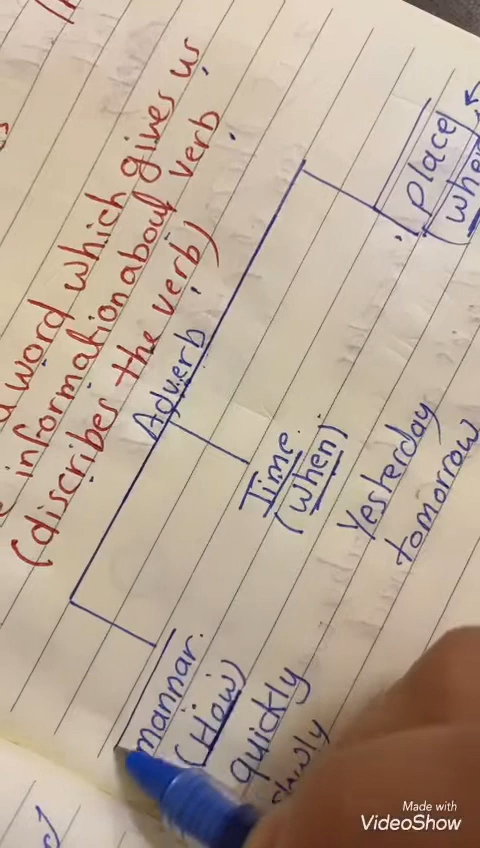 a word which gives us
information about verb
(discribes the verb)
Adverb
mannar.
(How)
quickly
Time.
(when)
Yesterday
tomorrow
place
Made with
VideoShow